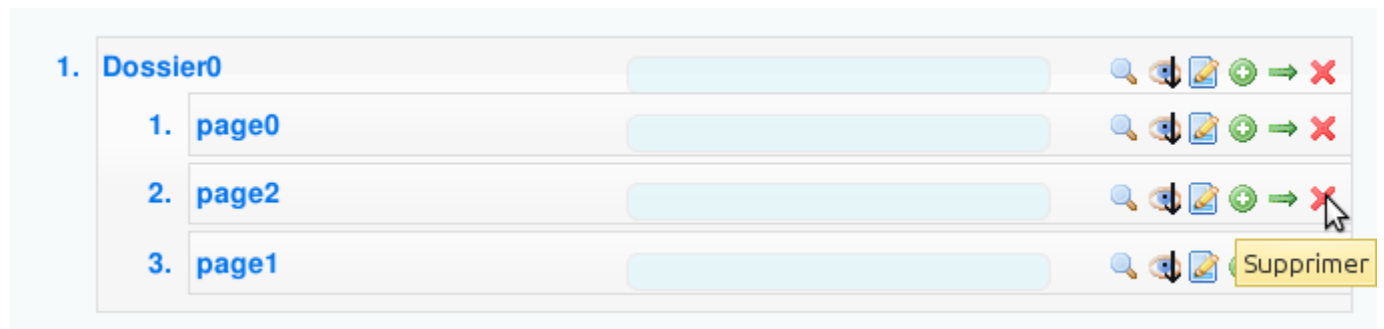 1. Dossier0
1. page0
2. page2
3. page1
Supprimer